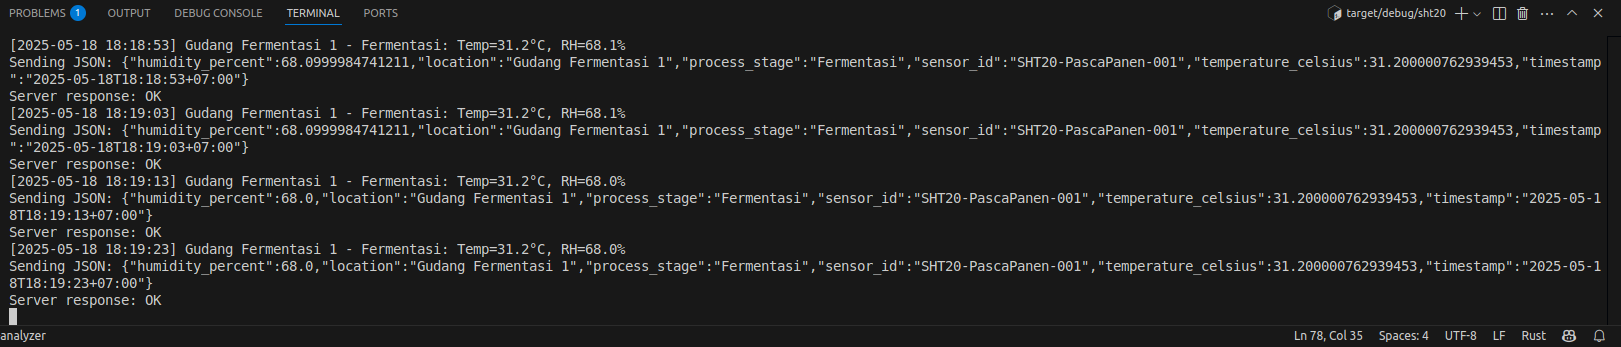 PROBLEMS 1 OUTPUT DEBUG CONSOLE TERMINAL PORTS target/debug/sht20
[2025-05-18 18:18:53] Gudang Fermentasi 1 - Fermentasi: Temp=31.2°C, RH=68.1%
Sending JSON: {"humidity_percent":68.0999984741211,"location":"Gudang Fermentasi 1","process_stage":"Fermentasi","sensor_id":"SHT20-PascaPanen-001","temperature_celsius":31.200000762939453,"timestamp
":"2025-05-18T18:18:53+07:00"}
Server response: OK
[2025-05-18 18:19:03] Gudang Fermentasi 1 - Fermentasi: Temp=31.2°C, RH=68.1%
Sending JSON: {"humidity_percent":68.0999984741211,"location":"Gudang Fermentasi 1","process_stage":"Fermentasi","sensor_id":"SHT20-PascaPanen-001","temperature_celsius":31.200000762939453,"timestamp
":"2025-05-18T18:19:03+07:00"}
Server response: OK
[2025-05-18 18:19:13] Gudang Fermentasi 1 - Fermentasi: Temp=31.2°C, RH=68.0%
Sending JSON: {"humidity_percent":68.0,"location":"Gudang Fermentasi 1","process_stage":"Fermentasi","sensor_id":"SHT20-PascaPanen-001","temperature_celsius":31.200000762939453,"timestamp":"2025-05-1
8T18:19:13+07:00"}
Server response: OK
[2025-05-18 18:19:23] Gudang Fermentasi 1 - Fermentasi: Temp=31.2°C, RH=68.0%
Sending JSON: {"humidity_percent":68.0,"location":"Gudang Fermentasi 1","process_stage":"Fermentasi","sensor_id":"SHT20-PascaPanen-001","temperature_celsius":31.200000762939453,"timestamp":"2025-05-1
8T18:19:23+07:00"}
Server response: OK
analyzer Ln 78, Col 35 Spaces: 4 UTF-8 LF Rust